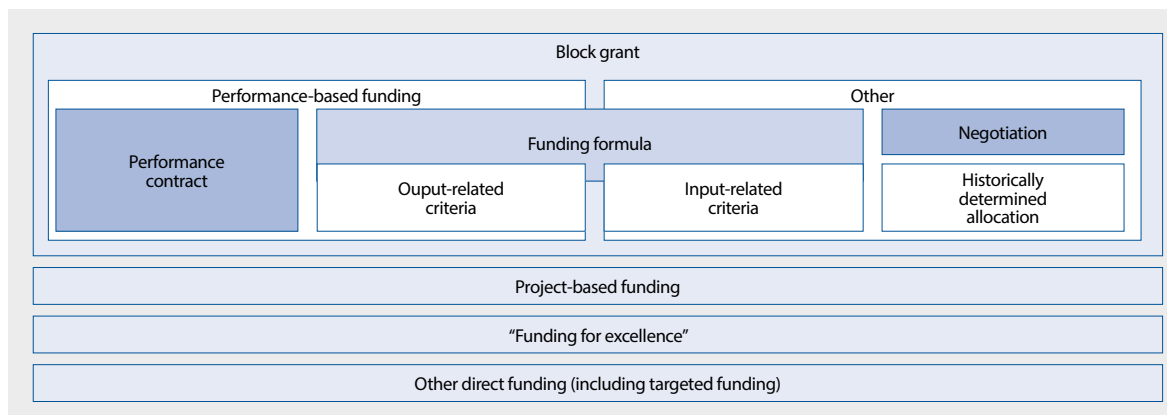 Block grant
Performance-based funding
Other
Performance
contract
Funding formula
Negotiation
Ouput-related
criteria
Input-related
criteria
Historically
determined
allocation
Project-based funding
“Funding for excellence”
Other direct funding (including targeted funding)